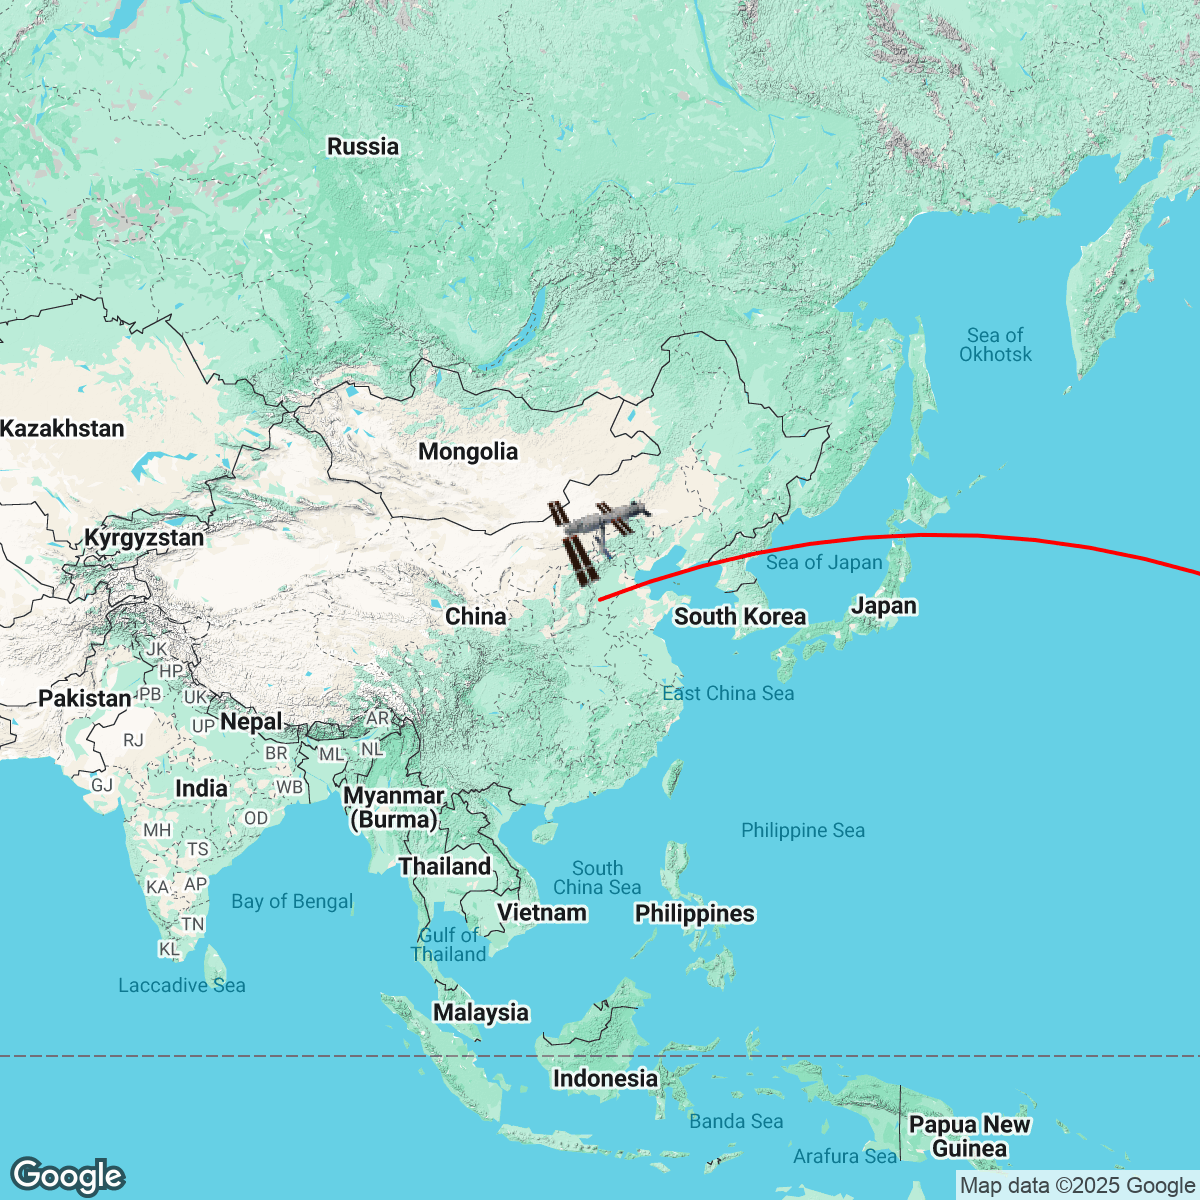 Russia
Sea of
Okhotsk
Kazakhstan
Mongolia
Kyrgyzstan
Sea of Japan
China
South Korea
Japan
JK
HP
Pakistan
PB
UK
East China Sea
UP
Nepal
AR
RJ
BR
ML
NL
GJ
India
WB
Myanmar
(Burma)
OD
MH
Philippine Sea
TS
Thailand
South
China Sea
KA
AP
Bay of Bengal
Vietnam
Philippines
TN
Gulf of
Thailand
KL
Laccadive Sea
Malaysia
Indonesia
Banda Sea
Papua New
Guinea
Arafura Sea
Google
Map data ©2025 Google